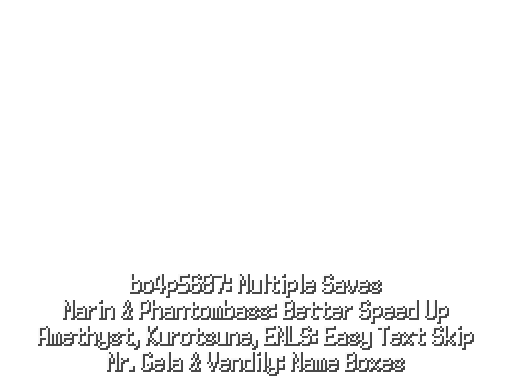 bo4p5687: Multiple Saves
Marin & Phantombass: Better Speed Up
Amethyst, Kurotsune, ENLS: Easy Text Skip
Mr. Gela & Vendily: Name Boxes